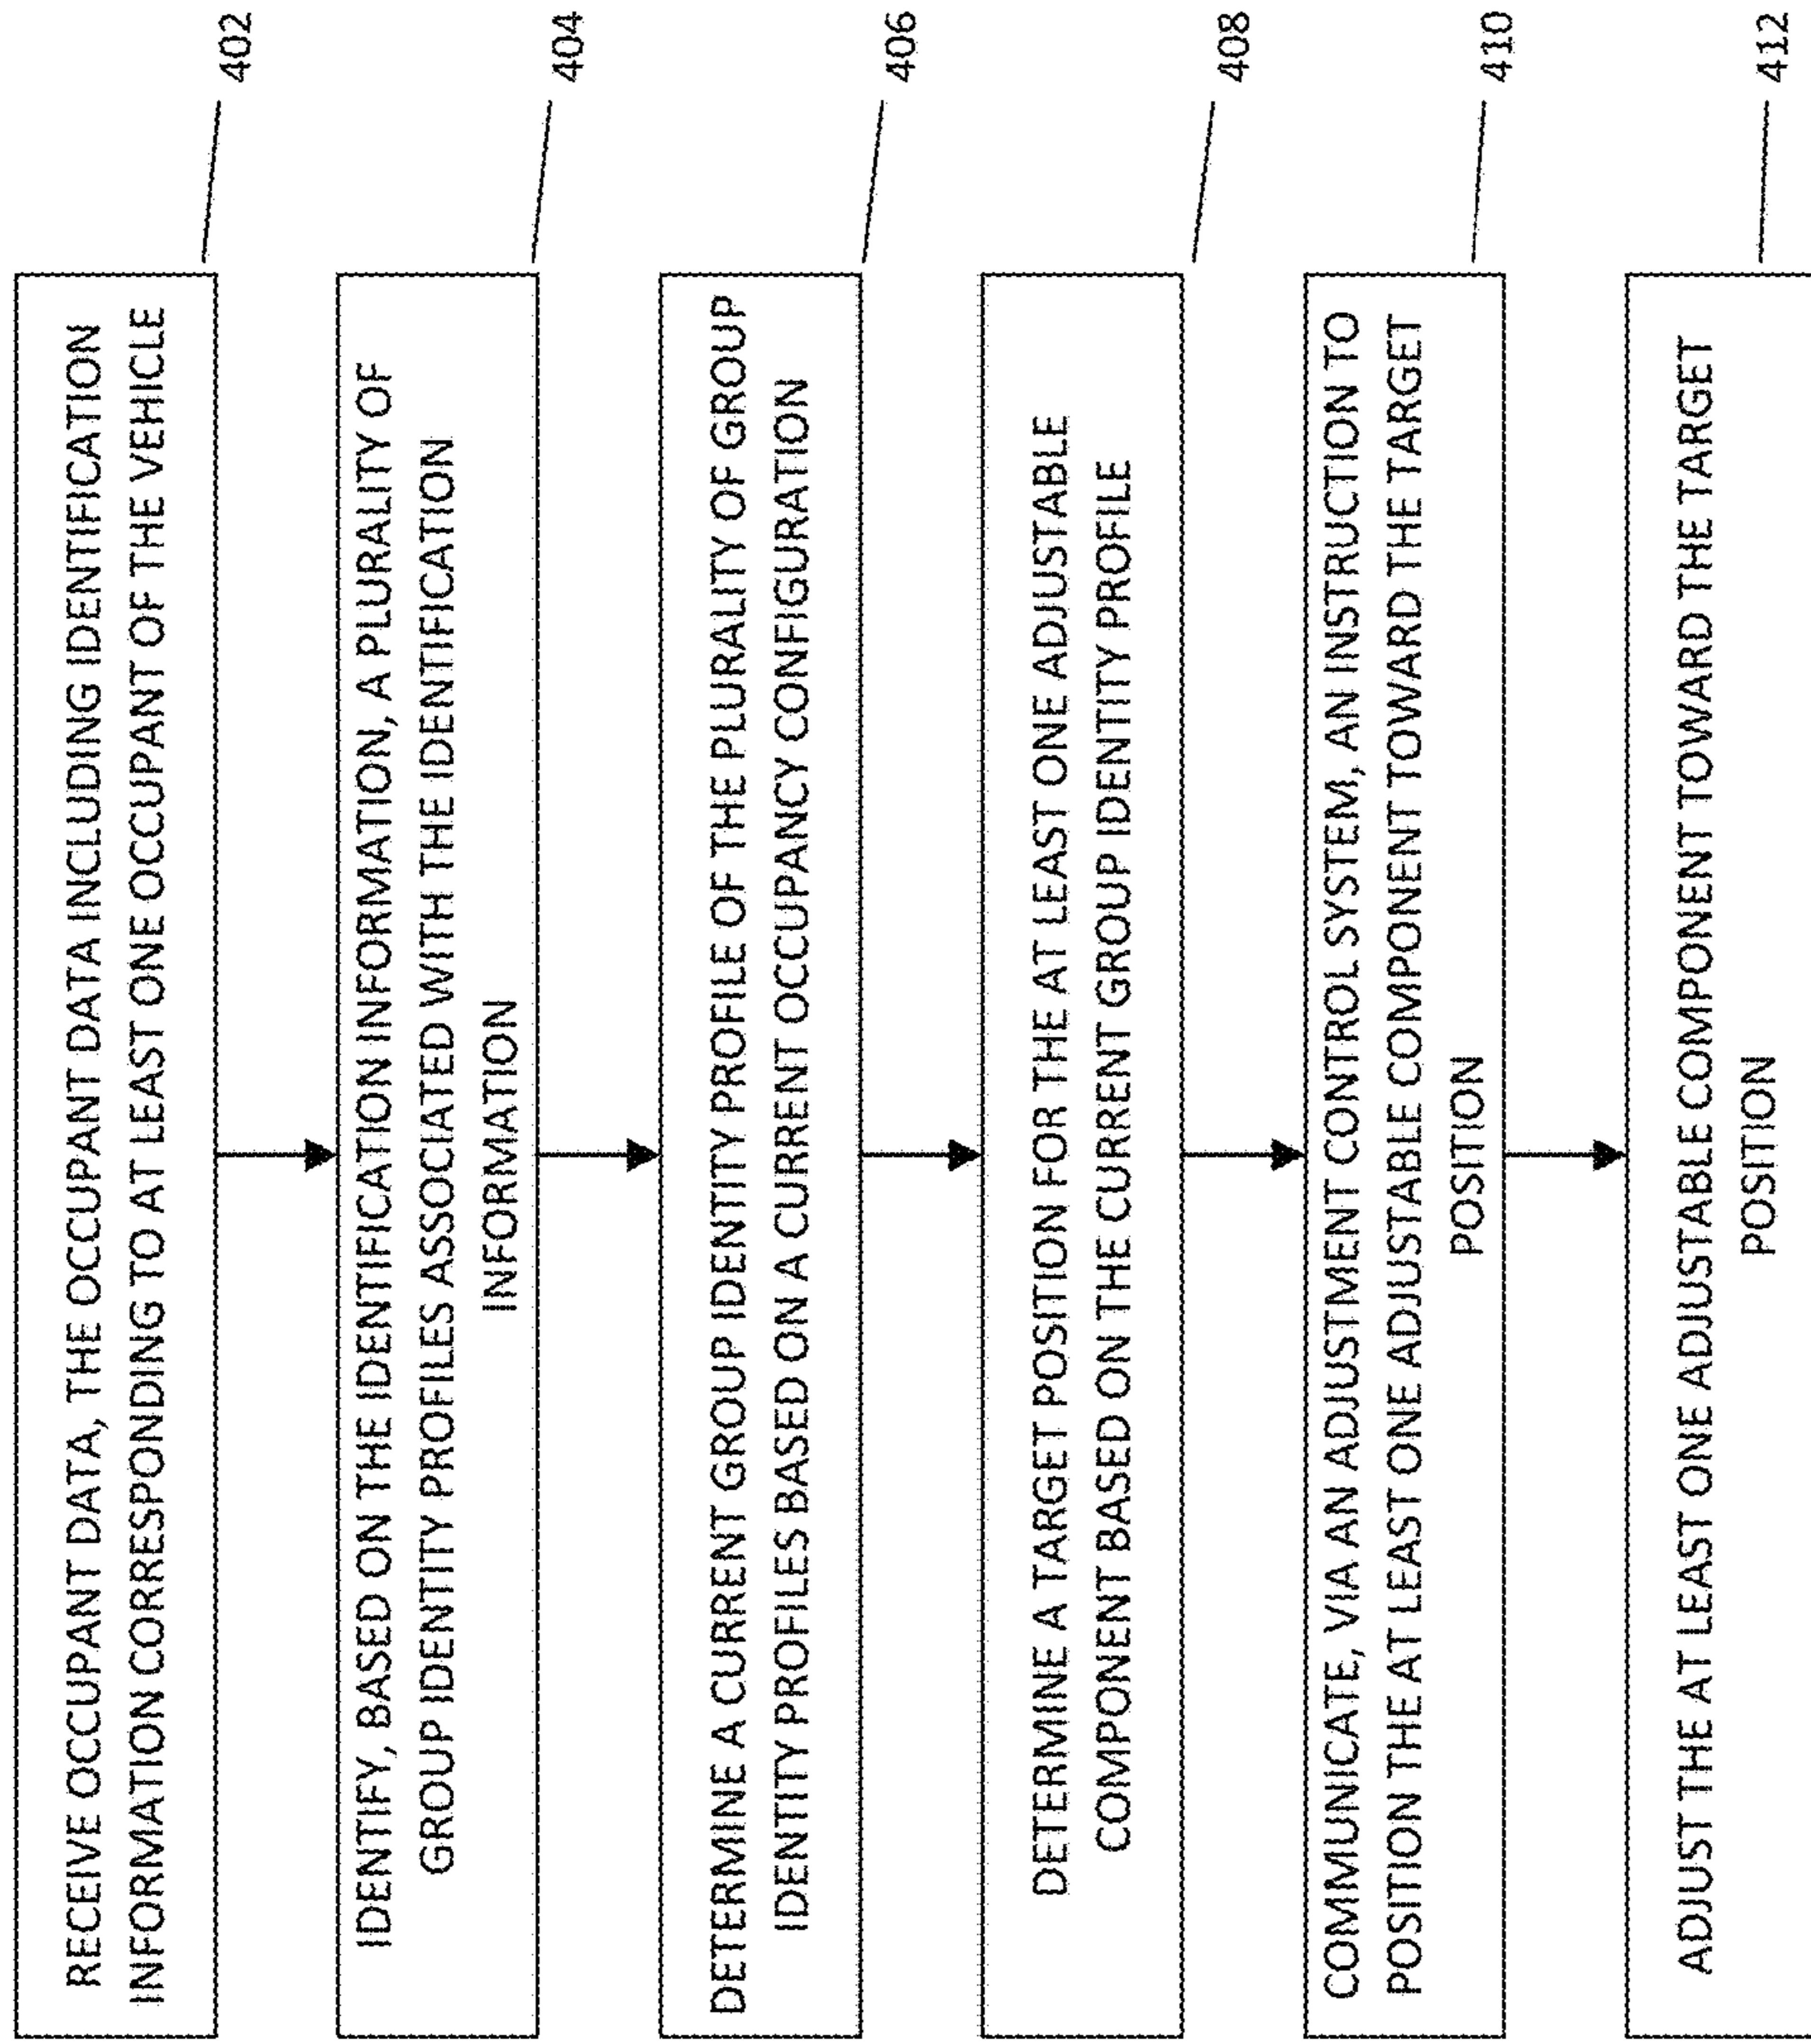 RECEIVE OCCUPANT DATA, THE OCCUPANT DATA INCLUDING IDENTIFICATION
INFORMATION CORRESPONDING TO AT LEAST ONE OCCUPANT OF THE VEHICLE
402
IDENTIFY, BASED ON THE IDENTIFICATION INFORMATION, A PLURALITY OF
GROUP IDENTITY PROFILES ASSOCIATED WITH THE IDENTIFICATION
INFORMATION
404
DETERMINE A CURRENT GROUP IDENTITY PROFILE OF THE PLURALITY OF GROUP
IDENTITY PROFILES BASED ON A CURRENT OCCUPANCY CONFIGURATION
406
DETERMINE A TARGET POSITION FOR THE AT LEAST ONE ADJUSTABLE
COMPONENT BASED ON THE CURRENT GROUP IDENTITY PROFILE
408
COMMUNICATE, VIA AN ADJUSTMENT CONTROL SYSTEM, AN INSTRUCTION TO
POSITION THE AT LEAST ONE ADJUSTABLE COMPONENT TOWARD THE TARGET
POSITION
410
ADJUST THE AT LEAST ONE ADJUSTABLE COMPONENT TOWARD THE TARGET
POSITION
412